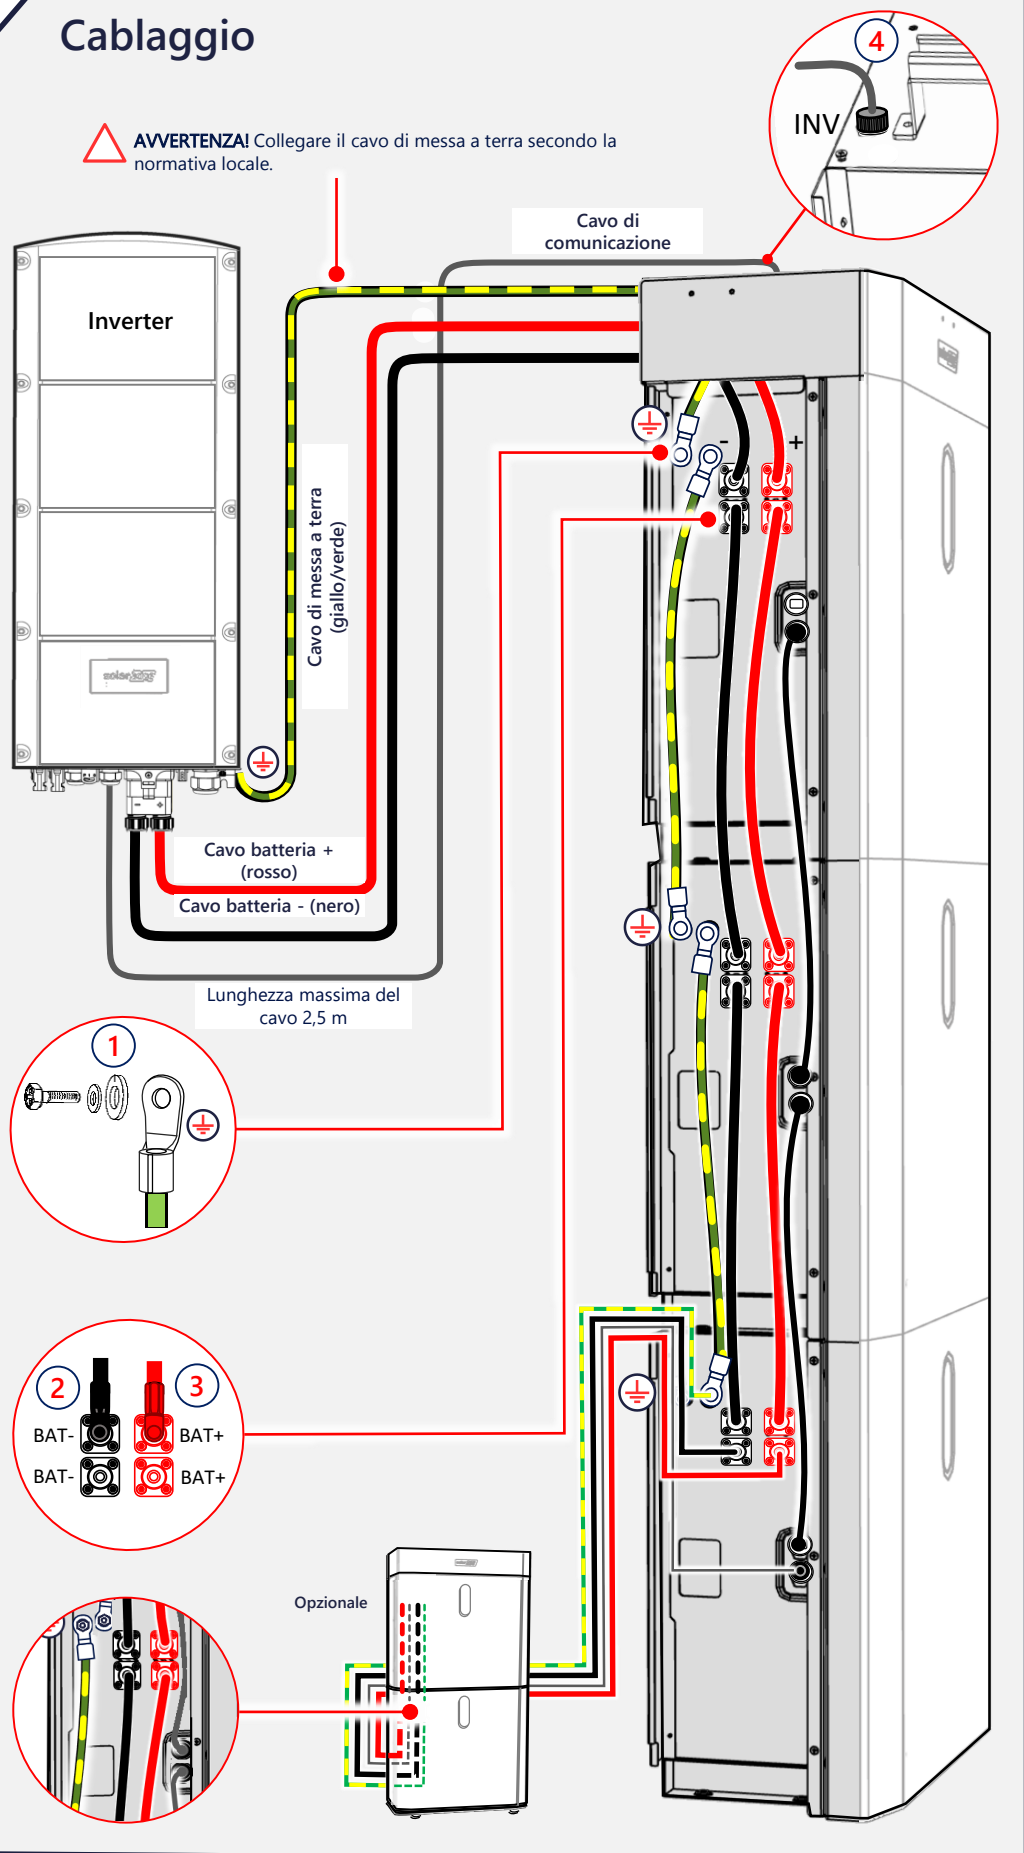 Cablaggio
4
INV
AVVERTENZA! Collegare il cavo di messa a terra secondo la
normativa locale.
Cavo di
comunicazione
Inverter
- +
Cavo di messa a terra
(giallo/verde)
solaredge
Cavo batteria +
(rosso)
Cavo batteria - (nero)
Lunghezza massima del
cavo 2,5 m
1
2 3
BAT- BAT+
BAT- BAT+
Opzionale